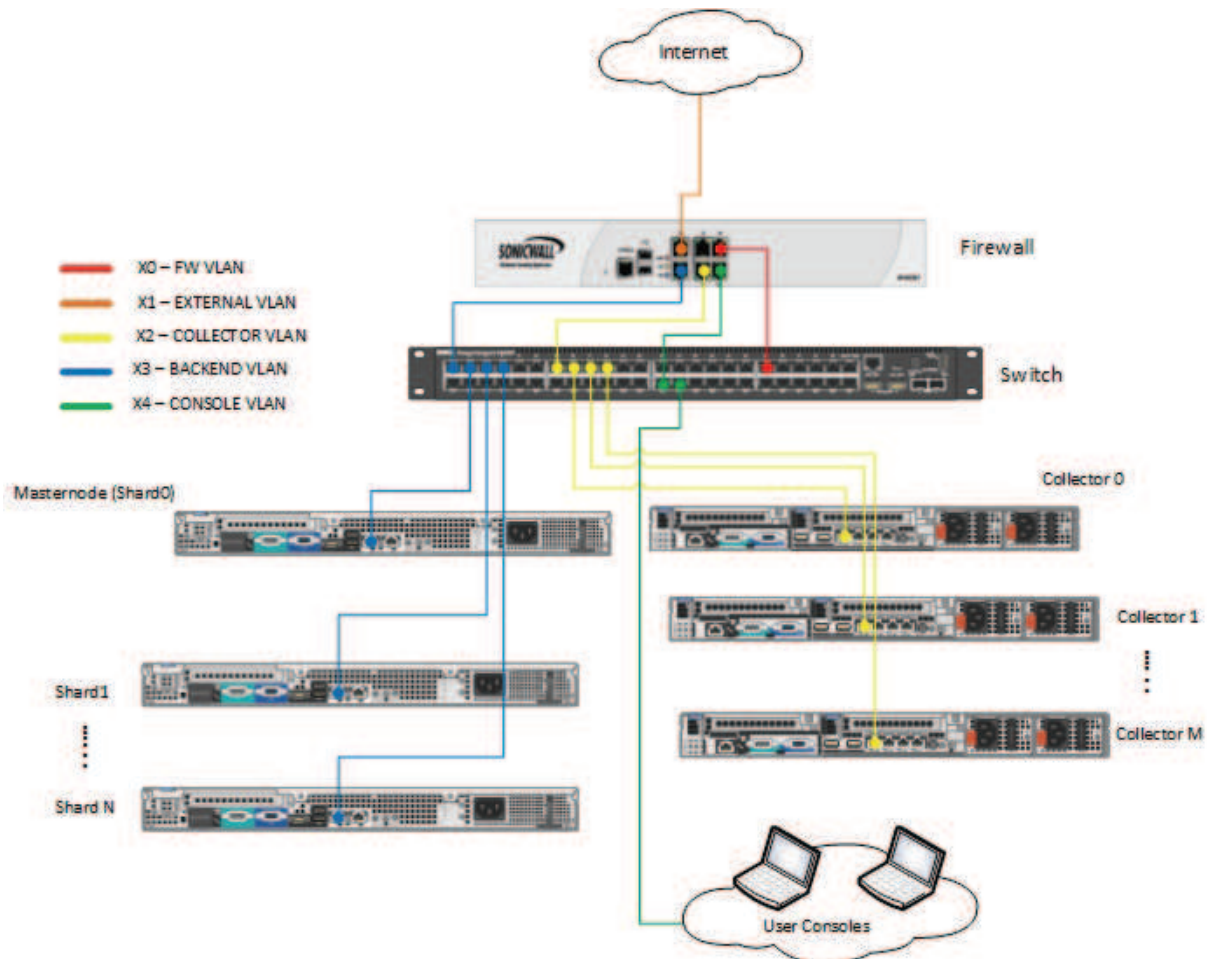 Internet
SONICWALL
Firewall
X0 – FW VLAN
X1 – EXTERNAL VLAN
X2 – COLLECTOR VLAN
X3 – BACKEND VLAN
X4 – CONSOLE VLAN
Switch
Masternode (Shard0)
Collector 0
Collector 1
Shard1
Collector M
Shard N
User Consoles